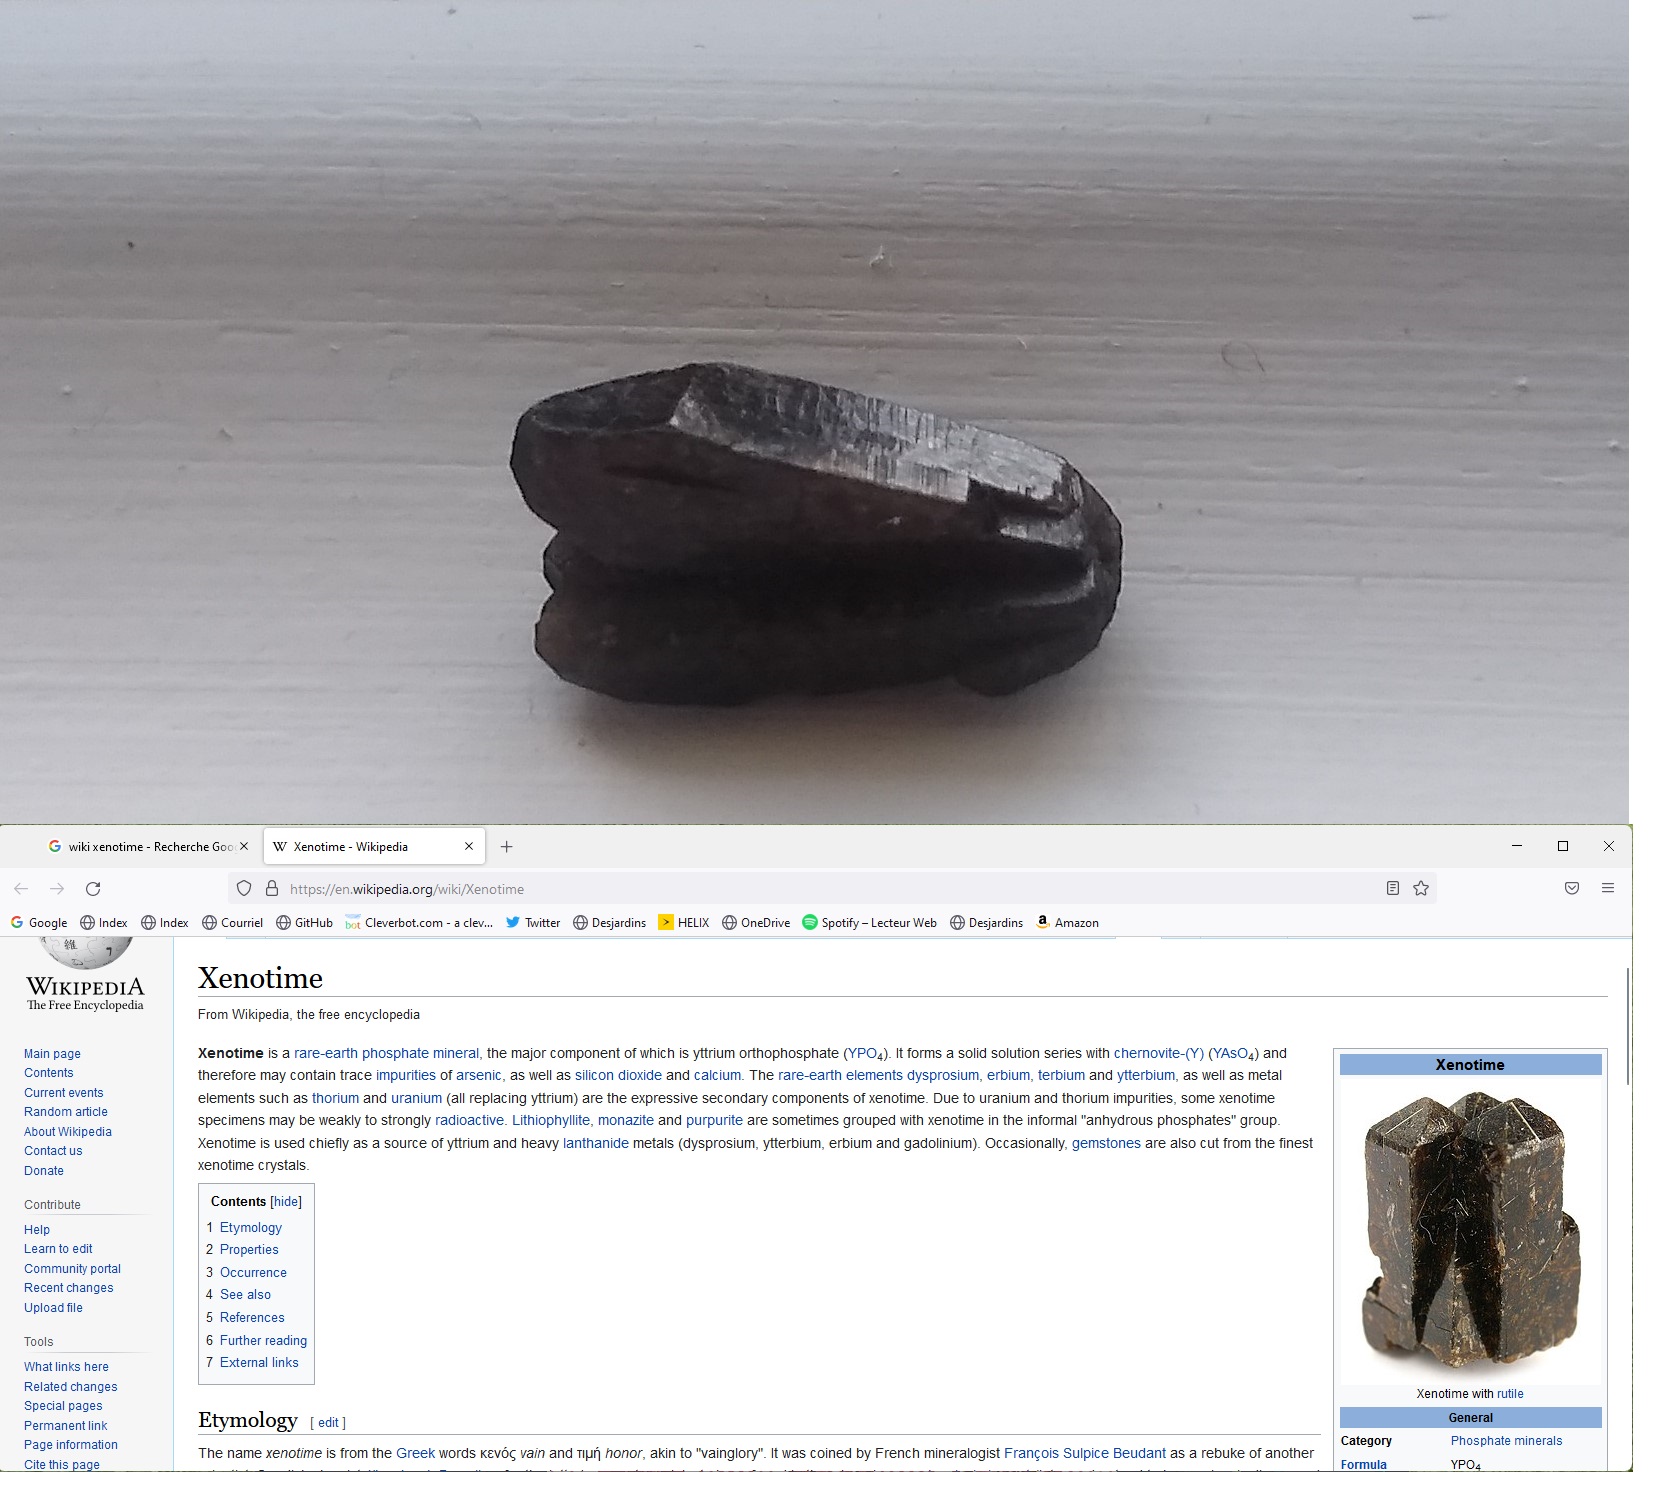 wiki xenotime - Recherche Goo
Xenotime - Wikipedia
https://en.wikipedia.org/wiki/Xenotime
Google Index Index Courriel GitHub Cleverbot.com - a clev... Twitter Desjardins HELIX OneDrive Spotify – Lecteur Web Desjardins Amazon
WIKIPEDIA
The Free Encyclopedia
Main page
Contents
Current events
Random article
About Wikipedia
Contact us
Donate
Contribute
Help
Learn to edit
Community portal
Recent changes
Upload file
Tools
What links here
Related changes
Special pages
Permanent link
Page information
Cite this page
Xenotime
From Wikipedia, the free encyclopedia
Xenotime is a rare-earth phosphate mineral, the major component of which is yttrium orthophosphate (YPO4). It forms a solid solution series with chernovite-(Y) (YAsO4) and
therefore may contain trace impurities of arsenic, as well as silicon dioxide and calcium. The rare-earth elements dysprosium, erbium, terbium and ytterbium, as well as metal
elements such as thorium and uranium (all replacing yttrium) are the expressive secondary components of xenotime. Due to uranium and thorium impurities, some xenotime
specimens may be weakly to strongly radioactive. Lithiophyllite, monazite and purpurite are sometimes grouped with xenotime in the informal "anhydrous phosphates" group.
Xenotime is used chiefly as a source of yttrium and heavy lanthanide metals (dysprosium, ytterbium, erbium and gadolinium). Occasionally, gemstones are also cut from the finest
xenotime crystals.
Contents [hide]
1 Etymology
2 Properties
3 Occurrence
4 See also
5 References
6 Further reading
7 External links
Etymology [ edit ]
The name xenotime is from the Greek words κενός vain and τιμή honor, akin to "vainglory". It was coined by French mineralogist François Sulpice Beudant as a rebuke of another
Xenotime
Xenotime with rutile
General
Category Phosphate minerals
Formula YPO4